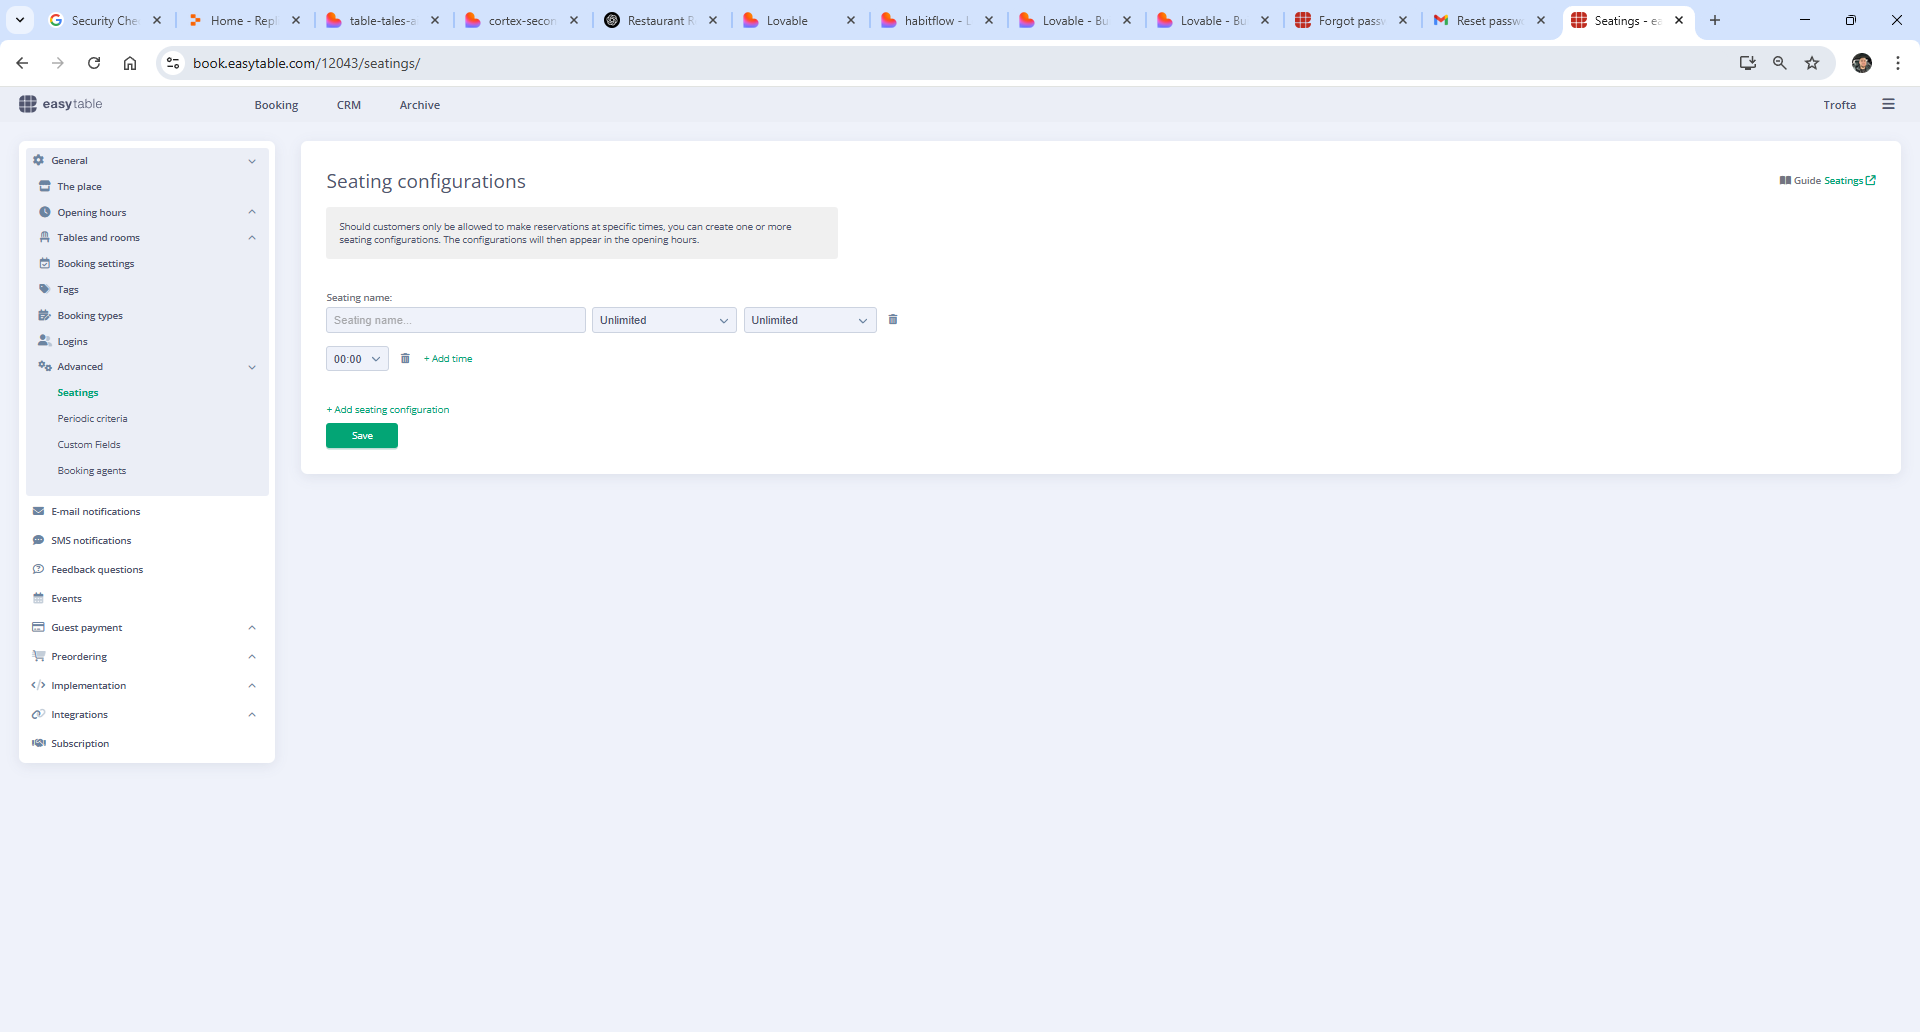 Security Che
Home - Repl
table-tales-a
cortex-secon
Restaurant R
Lovable
habitflow - L
Lovable - Bu
Lovable - Bu
Forgot passw
Reset passw
Seatings - ea
book.easytable.com/12043/seatings/
easytable
Booking
CRM
Archive
Trofta
General
The place
Opening hours
Tables and rooms
Booking settings
Tags
Booking types
Logins
Advanced
Seatings
Periodic criteria
Custom Fields
Booking agents
E-mail notifications
SMS notifications
Feedback questions
Events
Guest payment
Preordering
Implementation
Integrations
Subscription
Seating configurations
Guide Seatings
Should customers only be allowed to make reservations at specific times, you can create one or more
seating configurations. The configurations will then appear in the opening hours.
Seating name:
Seating name... Unlimited Unlimited
00:00 + Add time
+ Add seating configuration
Save